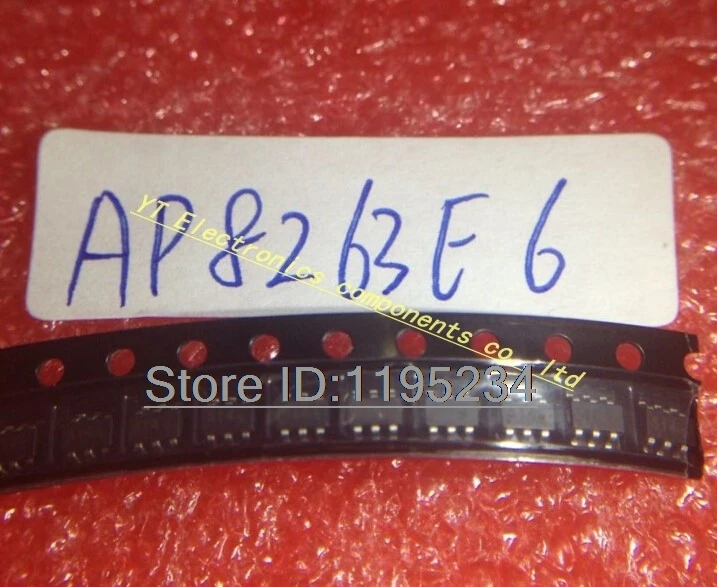 AP8263E6
YT Electronics components co., ltd
Store ID:1195234